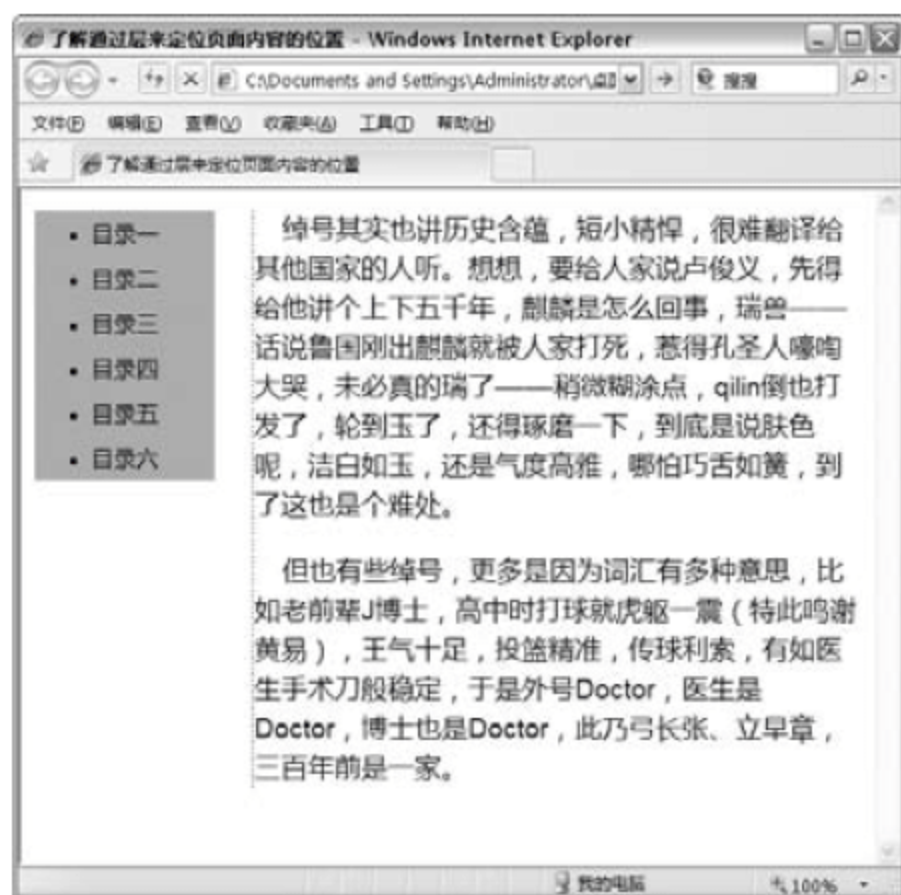 了解通过层来定位页面内容的位置 - Windows Internet Explorer
C:\Documents and Settings\Administrator\桌面
搜搜
文件(F) 编辑(E) 查看(V) 收藏夹(A) 工具(T) 帮助(H)
了解通过层来定位页面内容的位置
目录一
目录二
目录三
目录四
目录五
目录六
绰号其实也讲历史含蕴，短小精悍，很难翻译给
其他国家的人听。想想，要给人家说卢俊义，先得
给他讲个上下五千年，麒麟是怎么回事，瑞兽——
话说鲁国刚出麒麟就被人家打死，惹得孔圣人嚎啕
大哭，未必真的瑞了——稍微糊涂点，qilin倒也打
发了，轮到玉了，还得琢磨一下，到底是说肤色
呢，洁白如玉，还是气度高雅，哪怕巧舌如簧，到
了这也是个难处。
但也有些绰号，更多是因为词汇有多种意思，比
如老前辈J博士，高中时打球就虎躯一震（特此鸣谢
黄易），王气十足，投篮精准，传球利索，有如医
生手术刀般稳定，于是外号Doctor，医生是
Doctor，博士也是Doctor，此乃弓长张、立早章，
三百年前是一家。
我的电脑
100%